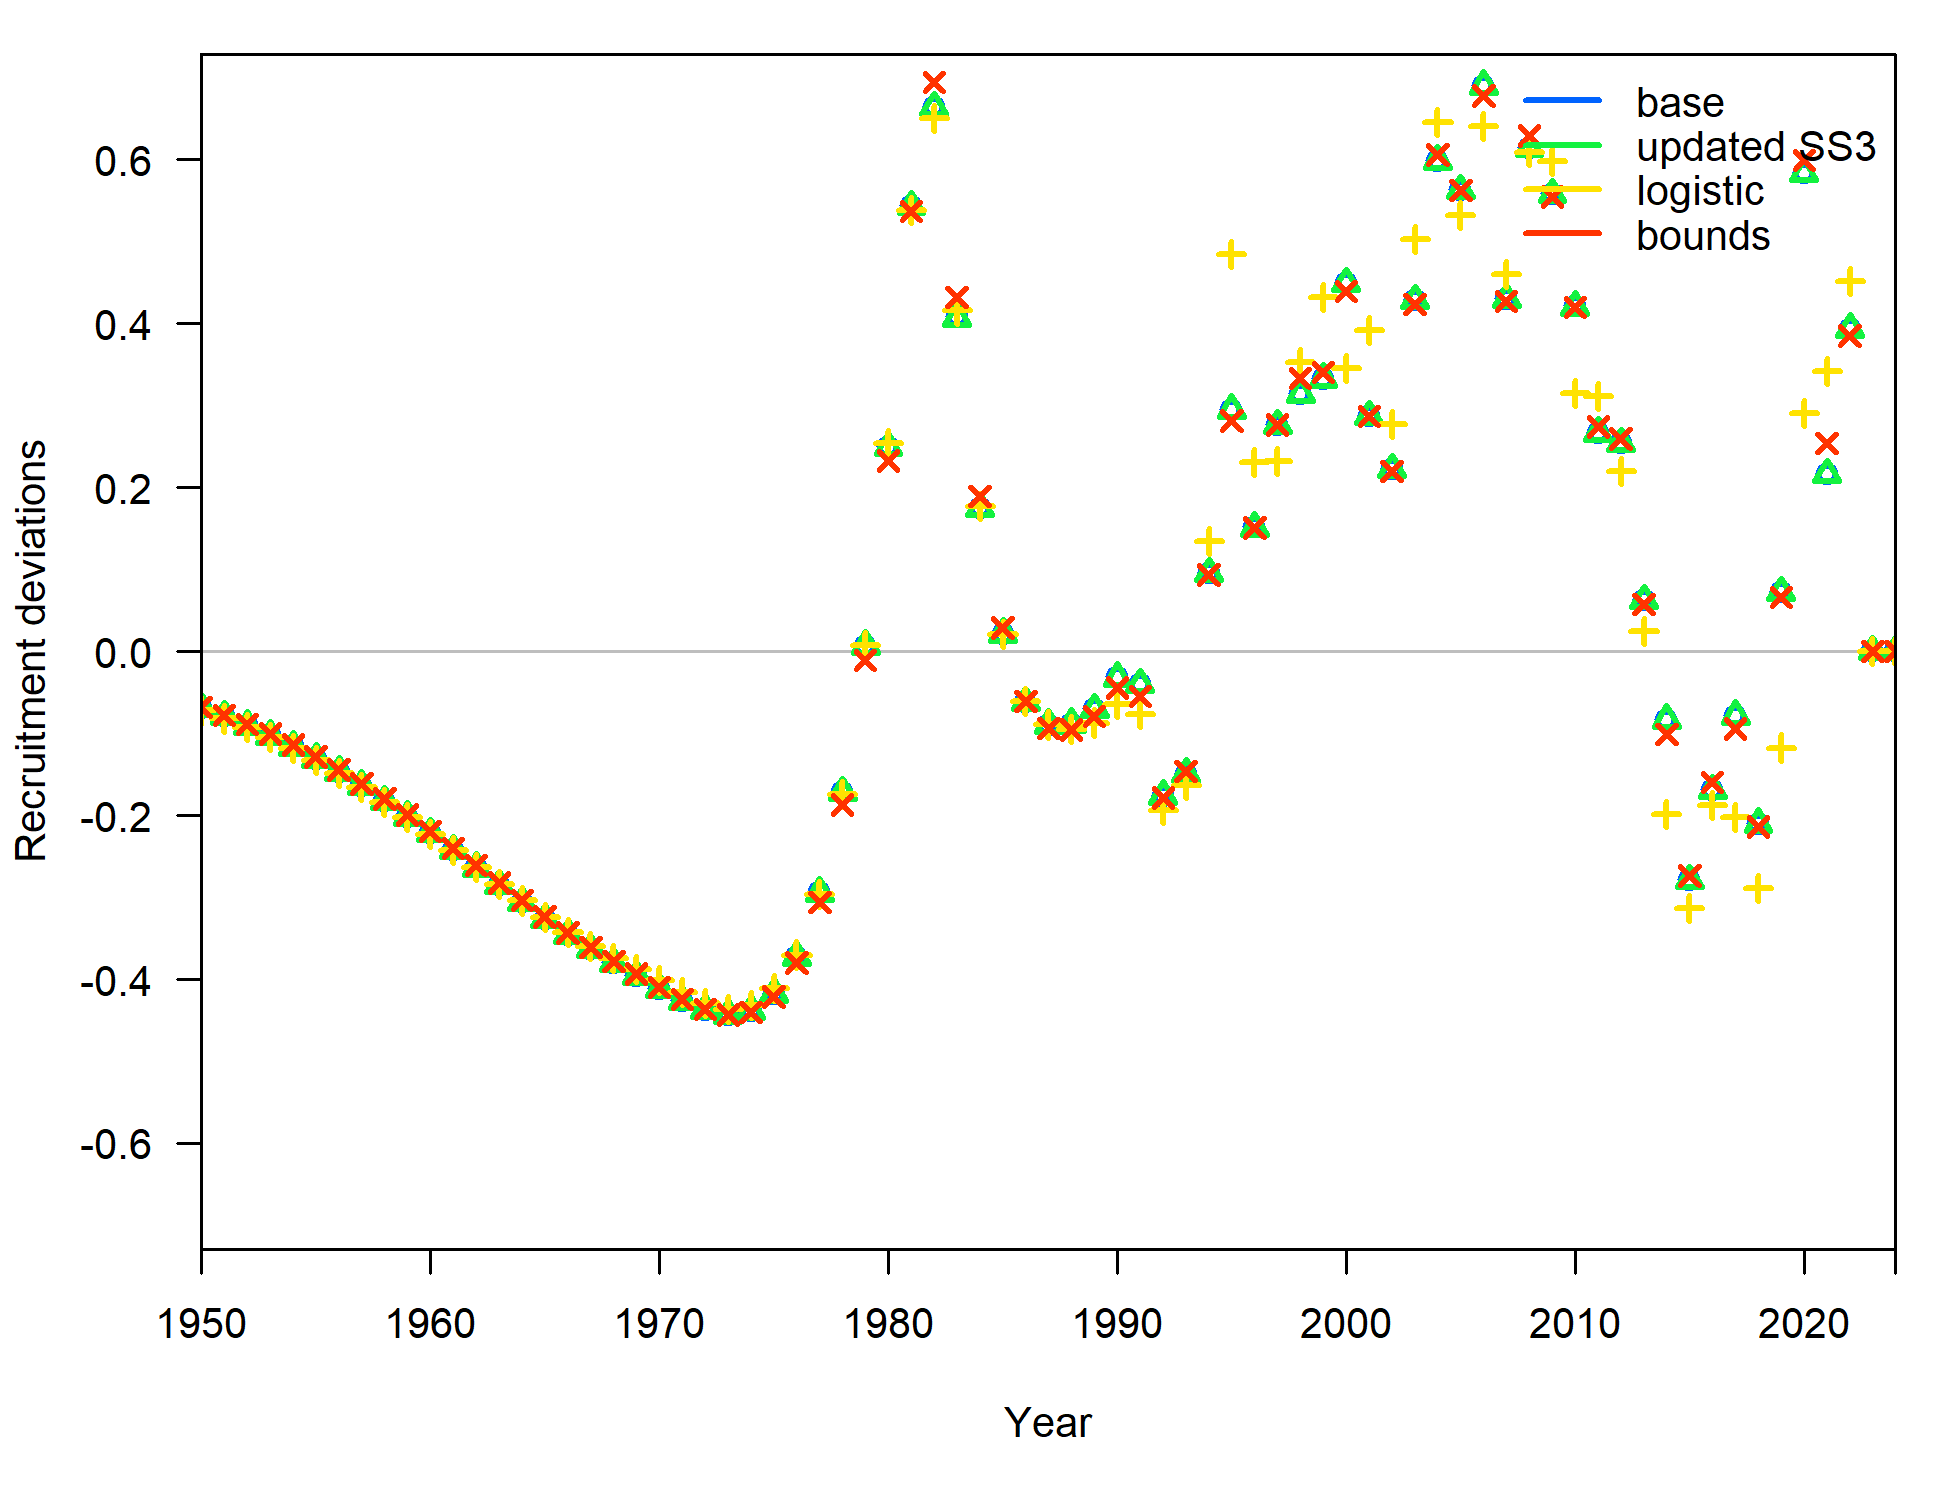 base
updated SS3
logistic
bounds
0.6
0.4
0.2
0.0
-0.2
-0.4
-0.6
Recruitment deviations
1950 1960 1970 1980 1990 2000 2010 2020
Year